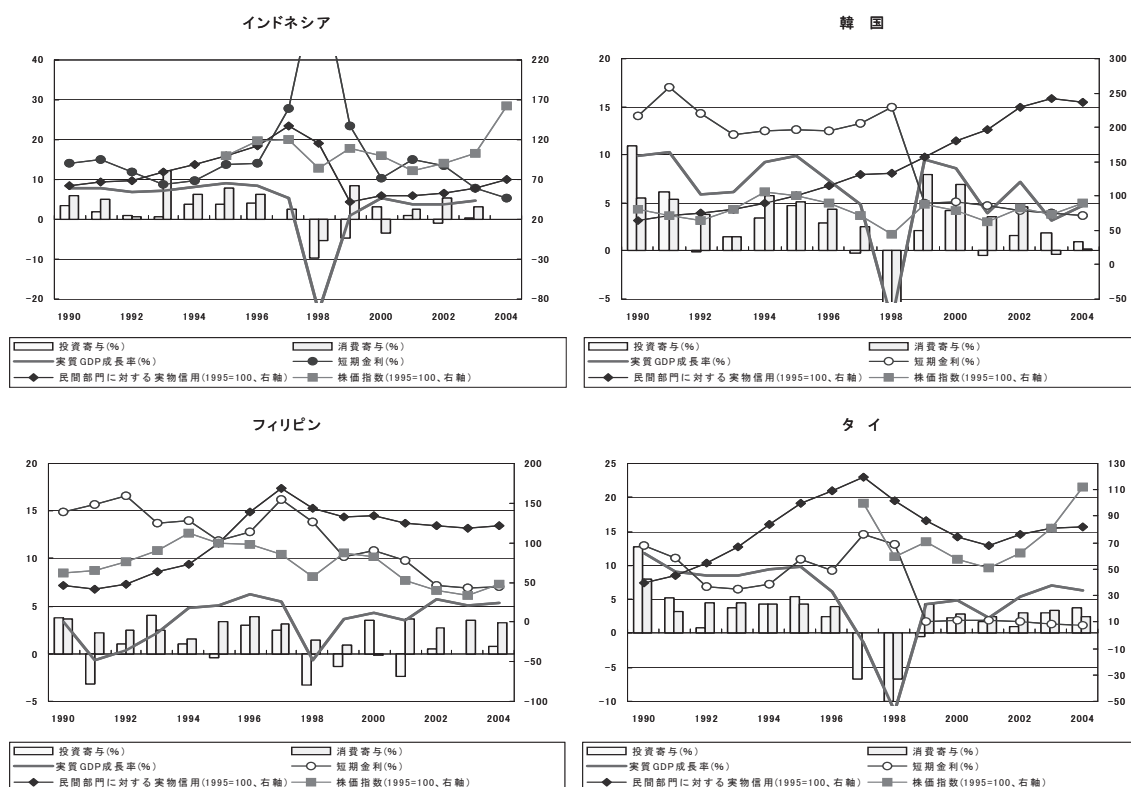 インドネシア
40
30
20
10
0
-10
-20
220
170
120
70
20
-30
-80
1990 1992 1994 1996 1998 2000 2002 2004
投資寄与(%) 消費寄与(%)
実質GDP成長率(%) 短期金利(%)
民間部門に対する実物信用(1995=100、右軸) 株価指数(1995=100、右軸)
韓 国
20
15
10
5
0
-5
300
250
200
150
100
50
0
-50
1990 1992 1994 1996 1998 2000 2002 2004
投資寄与(%) 消費寄与(%)
実質GDP成長率(%) 短期金利(%)
民間部門に対する実物信用(1995=100、右軸) 株価指数(1995=100、右軸)
フィリピン
20
15
10
5
0
-5
200
150
100
50
0
-50
-100
1990 1992 1994 1996 1998 2000 2002 2004
投資寄与(%) 消費寄与(%)
実質GDP成長率(%) 短期金利(%)
民間部門に対する実物信用(1995=100、右軸) 株価指数(1995=100、右軸)
タ イ
25
20
15
10
5
0
-5
-10
130
110
90
70
50
30
10
-10
-30
-50
1990 1992 1994 1996 1998 2000 2002 2004
投資寄与(%) 消費寄与(%)
実質GDP成長率(%) 短期金利(%)
民間部門に対する実物信用(1995=100、右軸) 株価指数(1995=100、右軸)